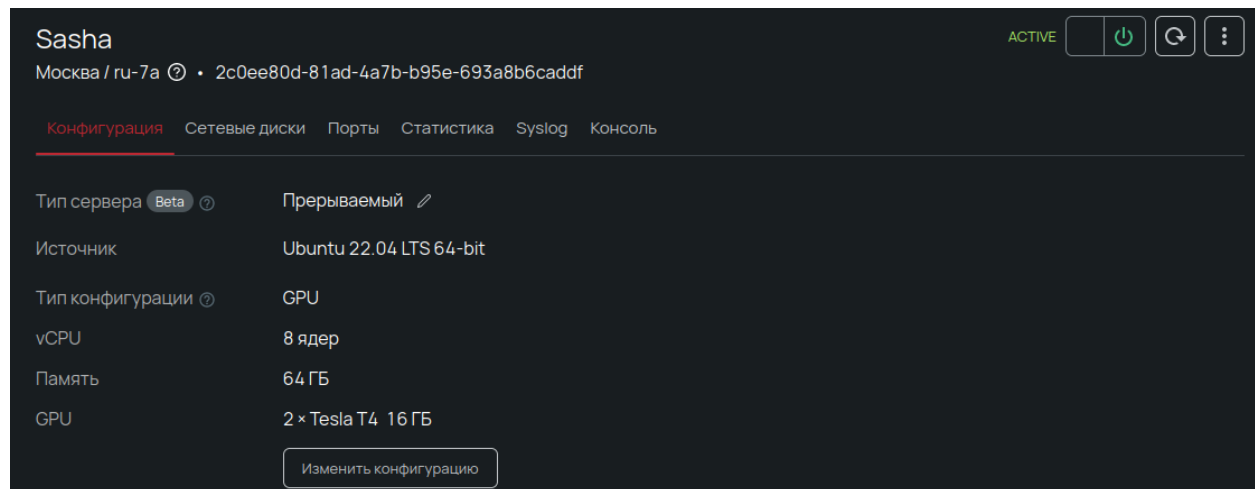 Sasha
ACTIVE
Москва / ru-7a ? • 2c0ee80d-81ad-4a7b-b95e-693a8b6caddf
Конфигурация Сетевые диски Порты Статистика Syslog Консоль
Тип сервера Beta ? Прерываемый
Источник Ubuntu 22.04 LTS 64-bit
Тип конфигурации ? GPU
vCPU 8 ядер
Память 64 ГБ
GPU 2 × Tesla T4 16 ГБ
Изменить конфигурацию